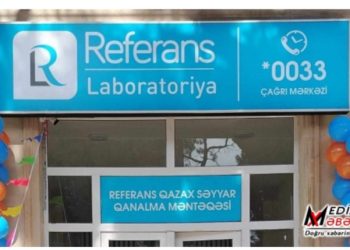 Referans
Laboratoriya
*0033
ÇAĞRI MƏRKƏZİ
REFERANS QAZAX SƏYYAR
QANALMA MƏNTƏQƏSİ